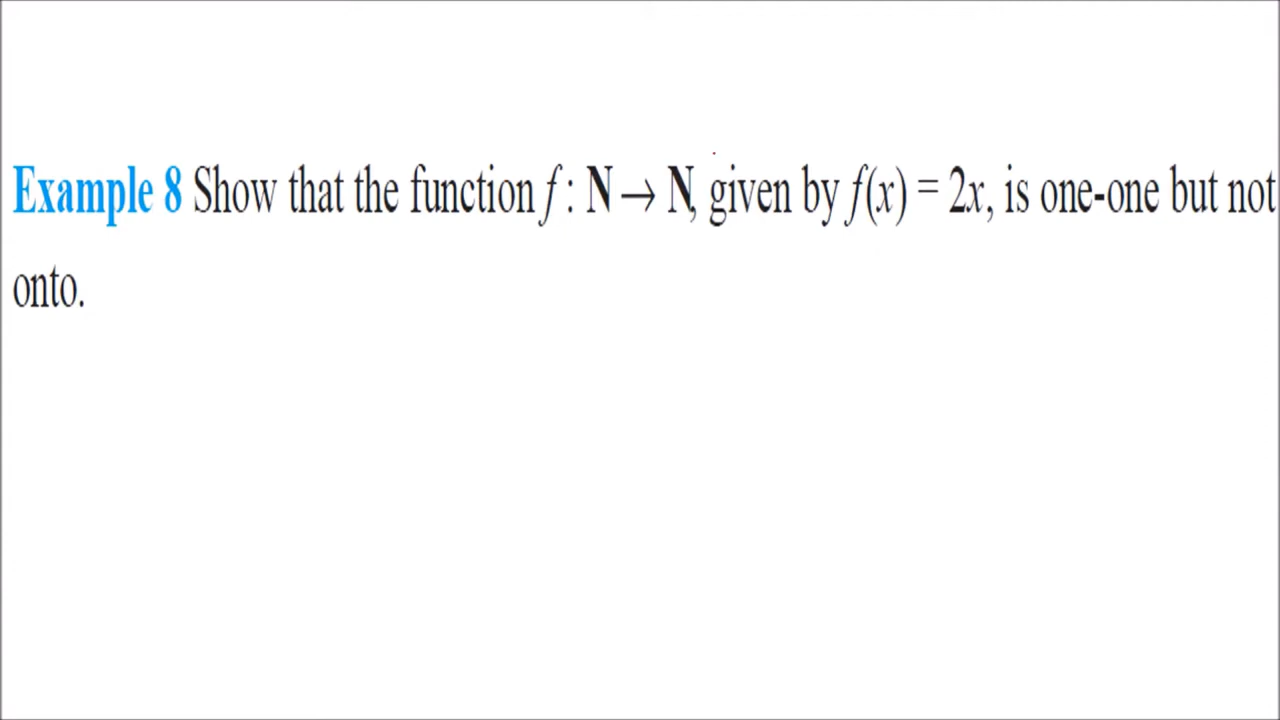 Example 8 Show that the function f : N → N, given by f(x) = 2x, is one-one but not
onto.